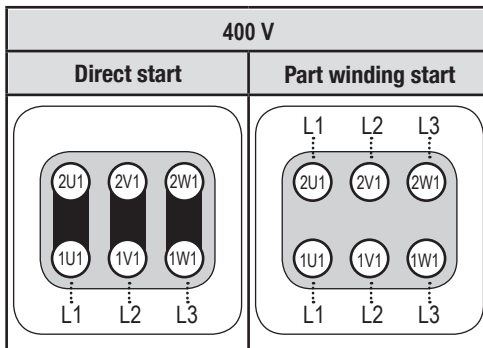 400 V
Direct start Part winding start
L1 L2 L3
2U1 2V1 2W1 2U1 2V1 2W1
1U1 1V1 1W1 1U1 1V1 1W1
L1 L2 L3 L1 L2 L3